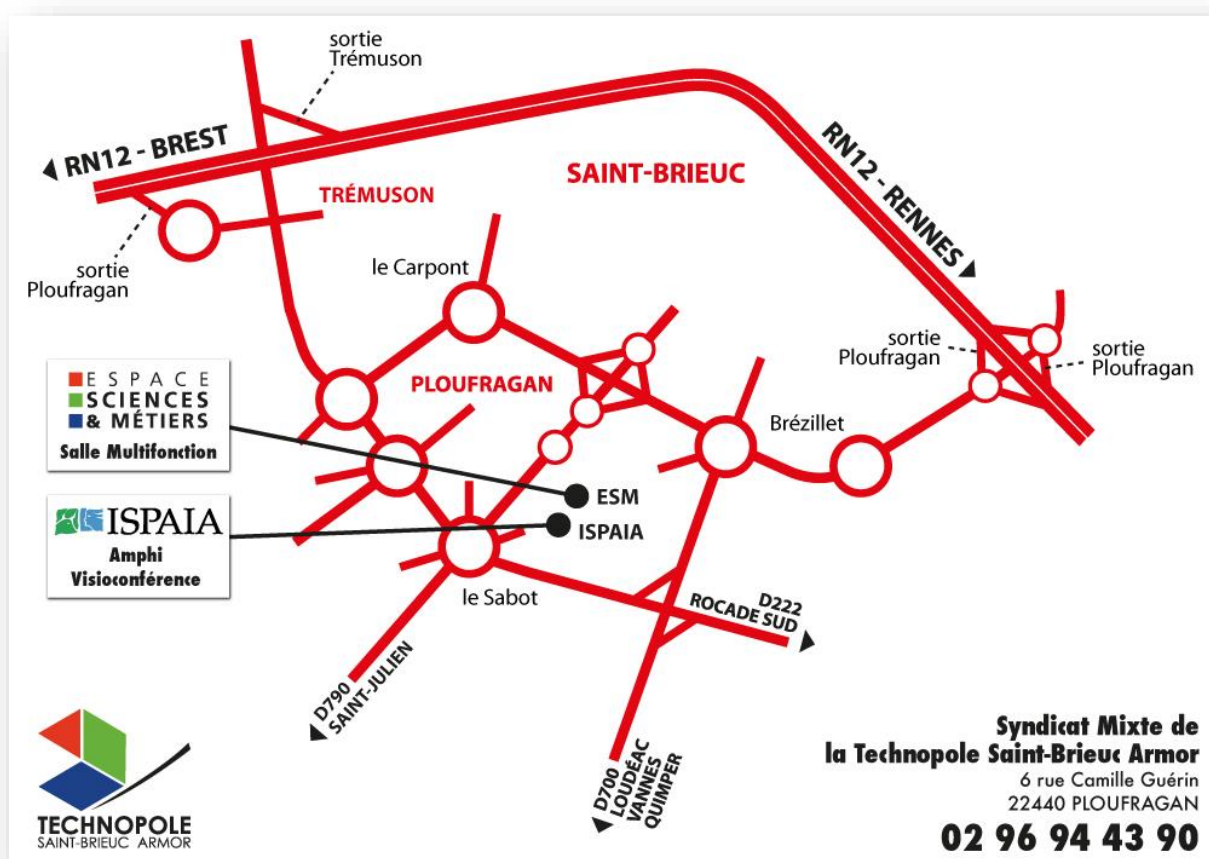 sortie
Trémuson
RN12 - BREST
SAINT-BRIEUC
RN12 - RENNES
TRÉMUSON
sortie
Ploufragan
le Carpont
sortie
Ploufragan
sortie
Ploufragan
PLOUFRAGAN
Brézillet
ESPACE
SCIENCES
& MÉTIERS
Salle Multifonction
ESM
ISPAIA
ISPAIA
Amphi
Visioconférence
le Sabot
D222
ROCADE SUD
D790
SAINT-JULIEN
D700
LOUDÉAC
VANNES
QUIMPER
TECHNOPOLE
SAINT-BRIEUC ARMOR
Syndicat Mixte de
la Technopole Saint-Brieuc Armor
6 rue Camille Guérin
22440 PLOUFRAGAN
02 96 94 43 90